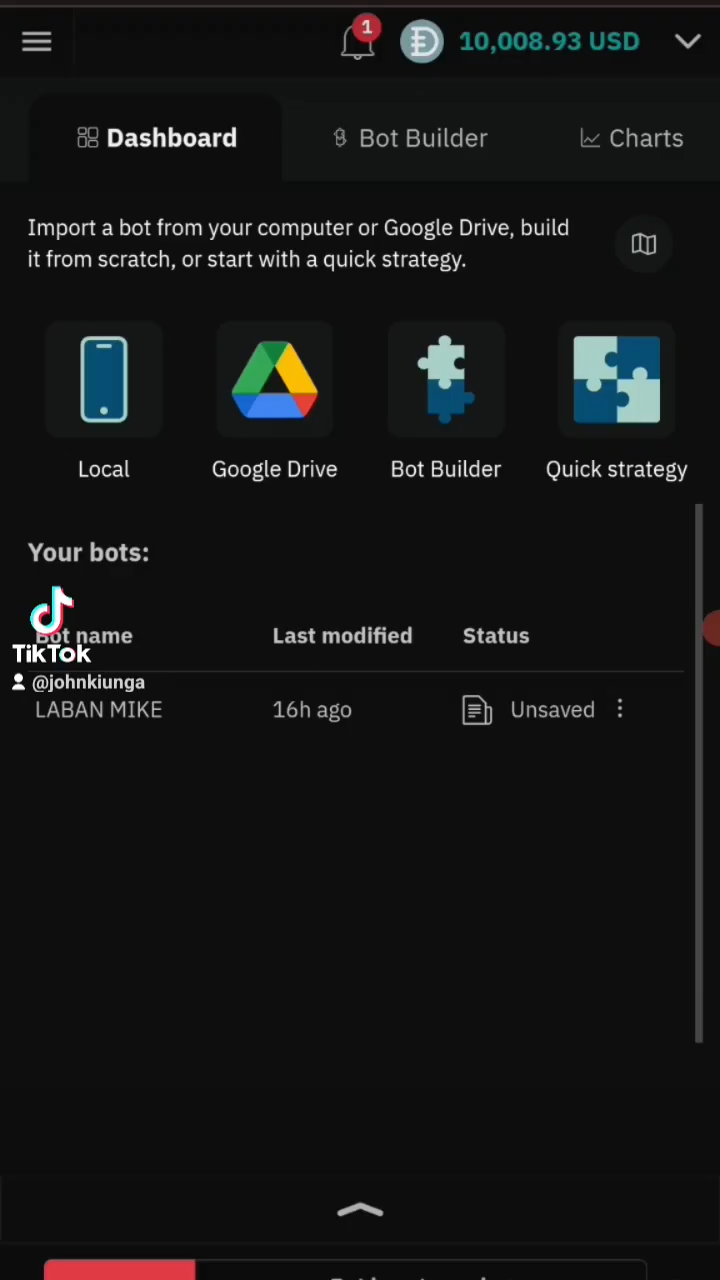 1
10,008.93 USD
Dashboard
Bot Builder
Charts
Import a bot from your computer or Google Drive, build
it from scratch, or start with a quick strategy.
Local
Google Drive
Bot Builder
Quick strategy
Your bots:
Bot name
Last modified
Status
TikTok
@johnkiunga
LABAN MIKE
16h ago
Unsaved